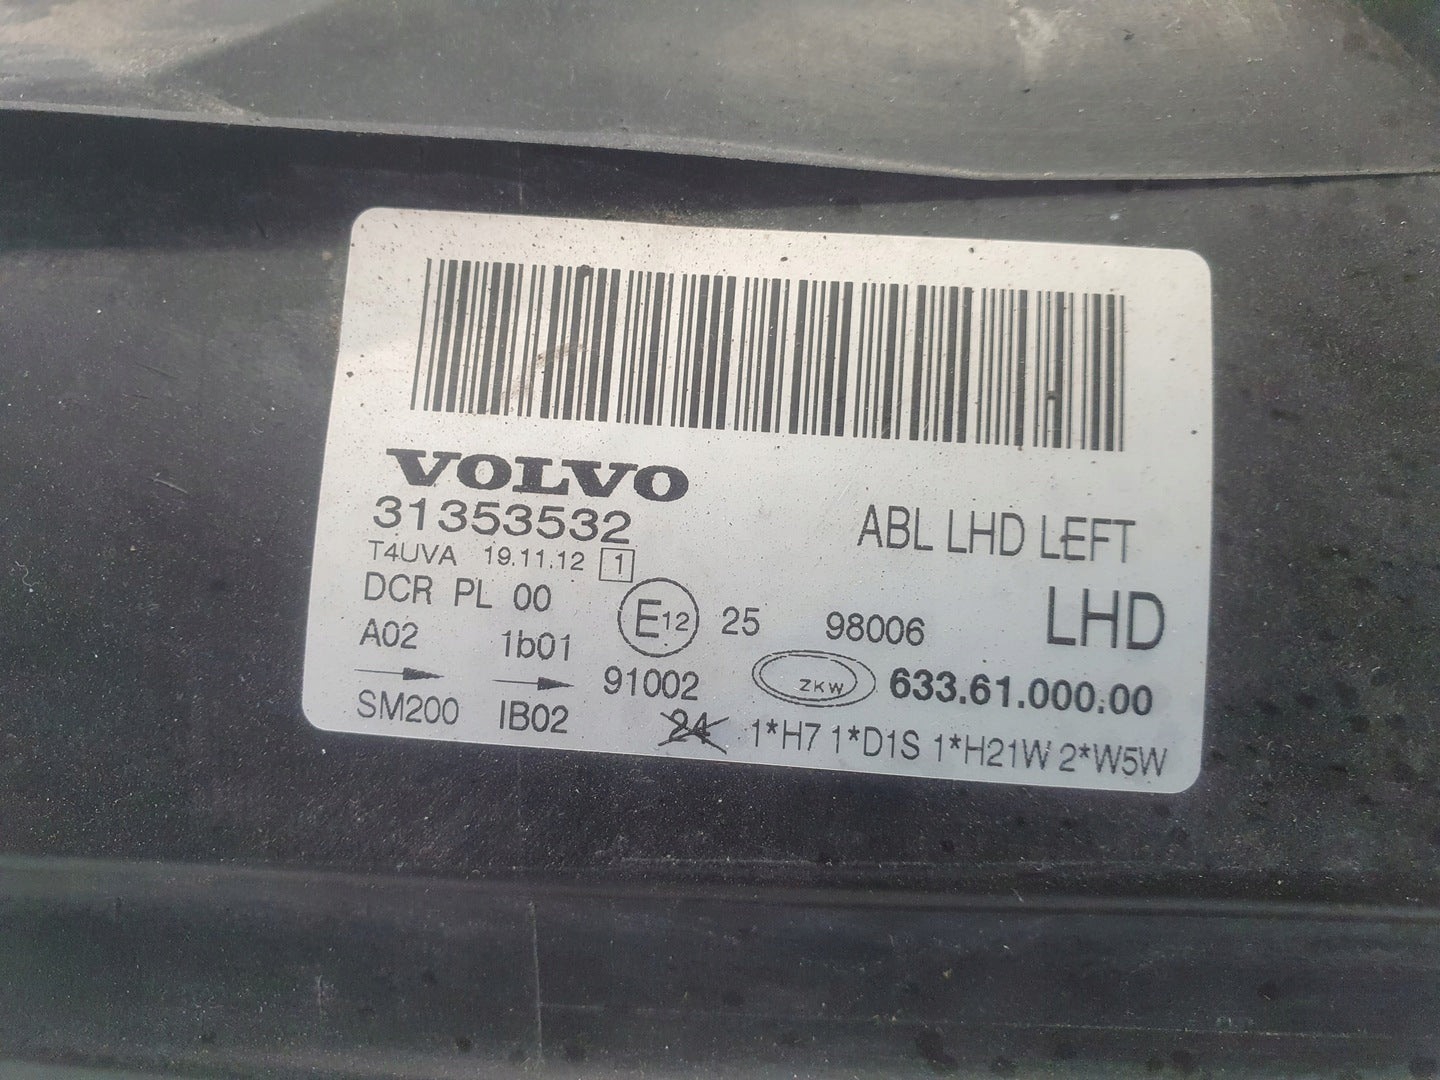 VOLVO
31353532
ABL LHD LEFT
T4UVA 19.11.12 1
DCR PL 00
E12 25 98006 LHD
A02 1b01
91002 ZKW 633.61.000.00
SM200 IB02
24 1*H7 1*D1S 1*H21W 2*W5W